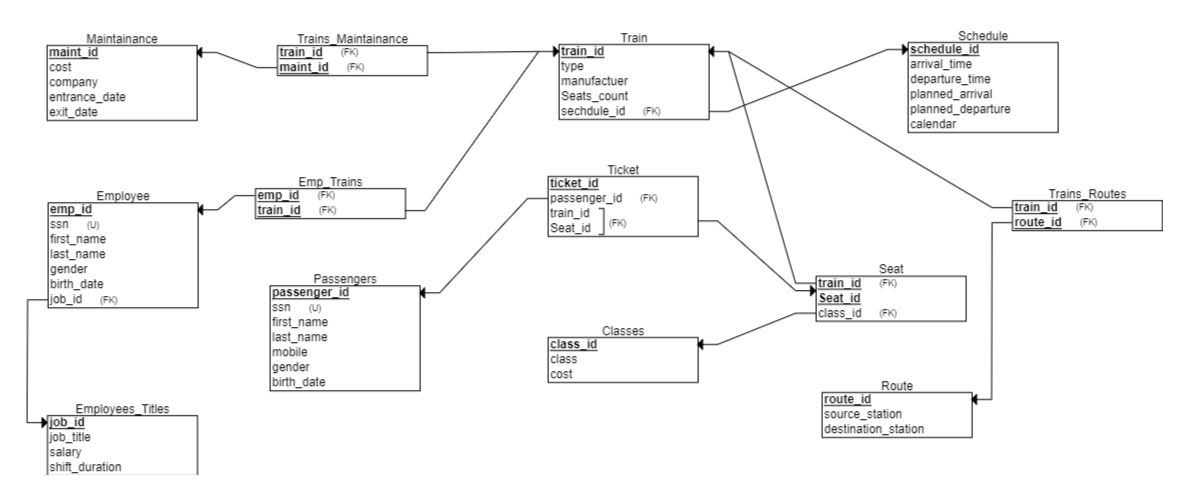 Maintainance
maint_id
cost
company
entrance_date
exit_date
Trains_Maintainance
train_id (FK)
maint_id (FK)
Train
train_id
type
manufactuer
Seats_count
sechdule_id (FK)
Schedule
schedule_id
arrival_time
departure_time
planned_arrival
planned_departure
calendar
Employee
emp_id
ssn (U)
first_name
last_name
gender
birth_date
job_id (FK)
Emp_Trains
emp_id (FK)
train_id (FK)
Ticket
ticket_id
passenger_id (FK)
train_id
Seat_id (FK)
Trains_Routes
train_id (FK)
route_id (FK)
Passengers
passenger_id
ssn (U)
first_name
last_name
mobile
gender
birth_date
Seat
train_id (FK)
Seat_id
class_id (FK)
Classes
class_id
class
cost
Route
route_id
source_station
destination_station
Employees_Titles
job_id
job_title
salary
shift_duration